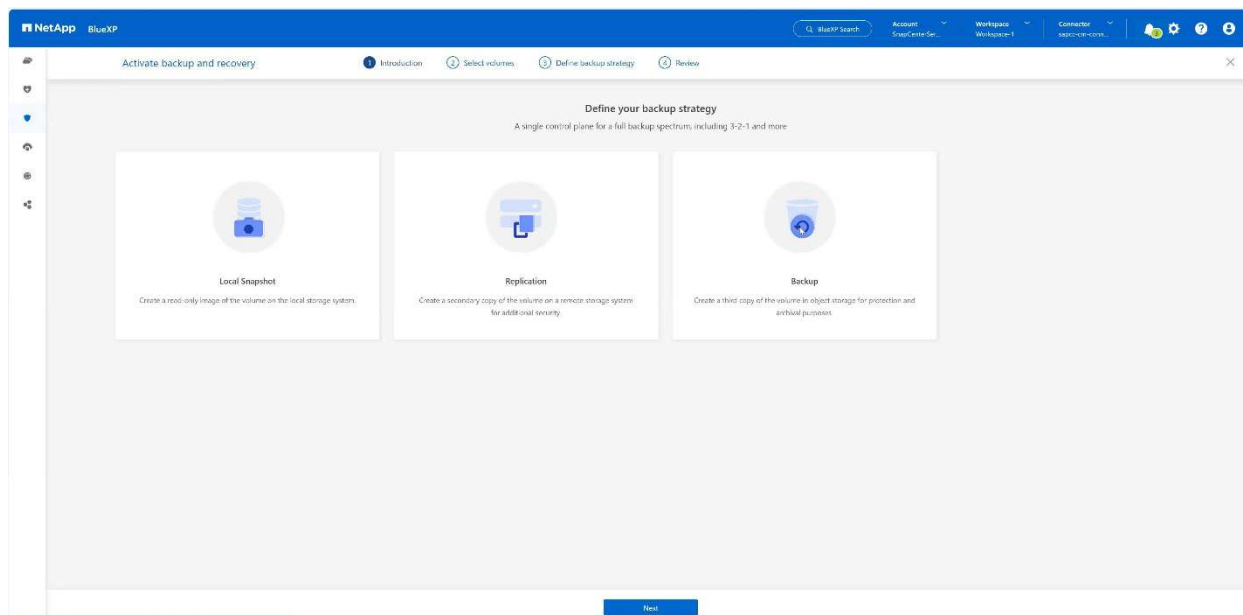 NetApp BlueXP
BlueXP Search
Account
SnapCenterSer...
Workspace
Workspace-1
Connector
sapcc-cm-conn...
Activate backup and recovery
1 Introduction
2 Select volumes
3 Define backup strategy
4 Review
Define your backup strategy
A single control plane for a full backup spectrum, including 3-2-1 and more
Local Snapshot
Create a read-only image of the volume on the local storage system.
Replication
Create a secondary copy of the volume on a remote storage system
for additional security
Backup
Create a third copy of the volume in object storage for protection and
archival purposes
Next